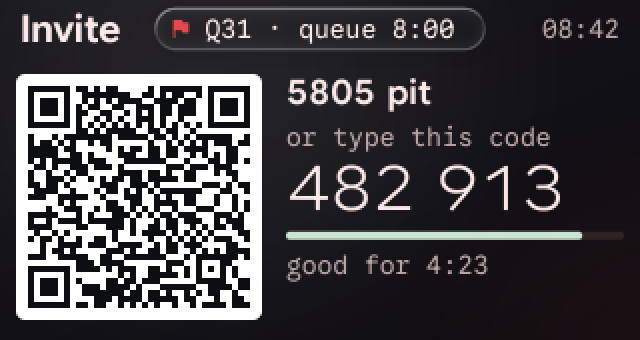 Invite
Q31 · queue 8:00
08:42
5805 pit
or type this code
482 913
good for 4:23